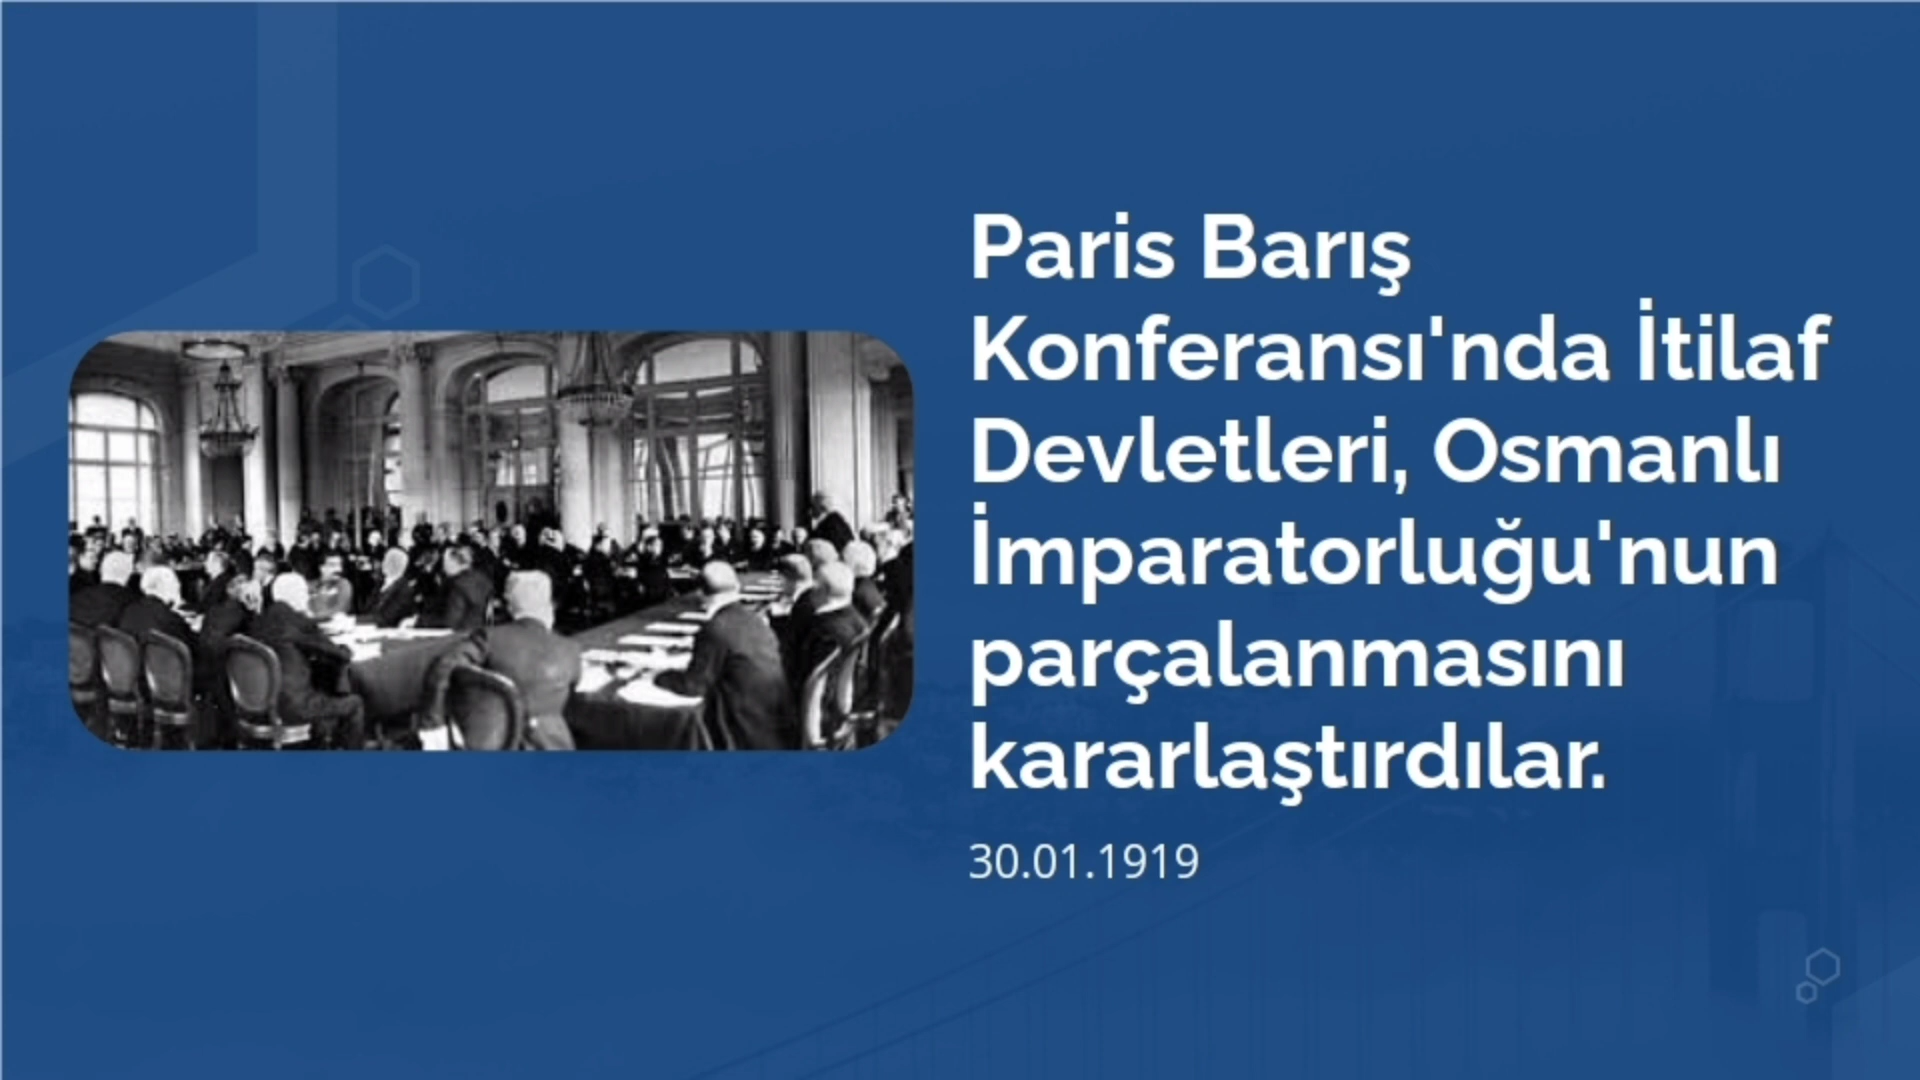 Paris Barış
Konferansı'nda İtilaf
Devletleri, Osmanlı
İmparatorluğu'nun
parçalanmasını
kararlaştırdılar.
30.01.1919